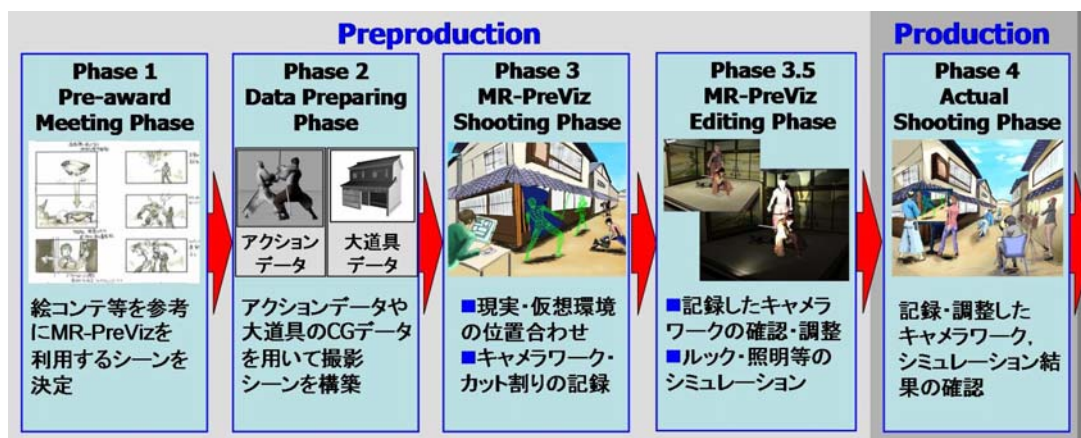 Preproduction
Production
Phase 1
Pre-award
Meeting Phase
絵コンテ等を参考
にMR-PreVizを
利用するシーンを
決定
Phase 2
Data Preparing
Phase
アクション
データ
大道具
データ
アクションデータや
大道具のCGデータ
を用いて撮影
シーンを構築
Phase 3
MR-PreViz
Shooting Phase
■現実・仮想環境
の位置合わせ
■キャメラワーク・
カット割りの記録
Phase 3.5
MR-PreViz
Editing Phase
■記録したキャメラ
ワークの確認・調整
■ルック・照明等の
シミュレーション
Phase 4
Actual
Shooting Phase
記録・調整した
キャメラワーク,
シミュレーション結
果の確認